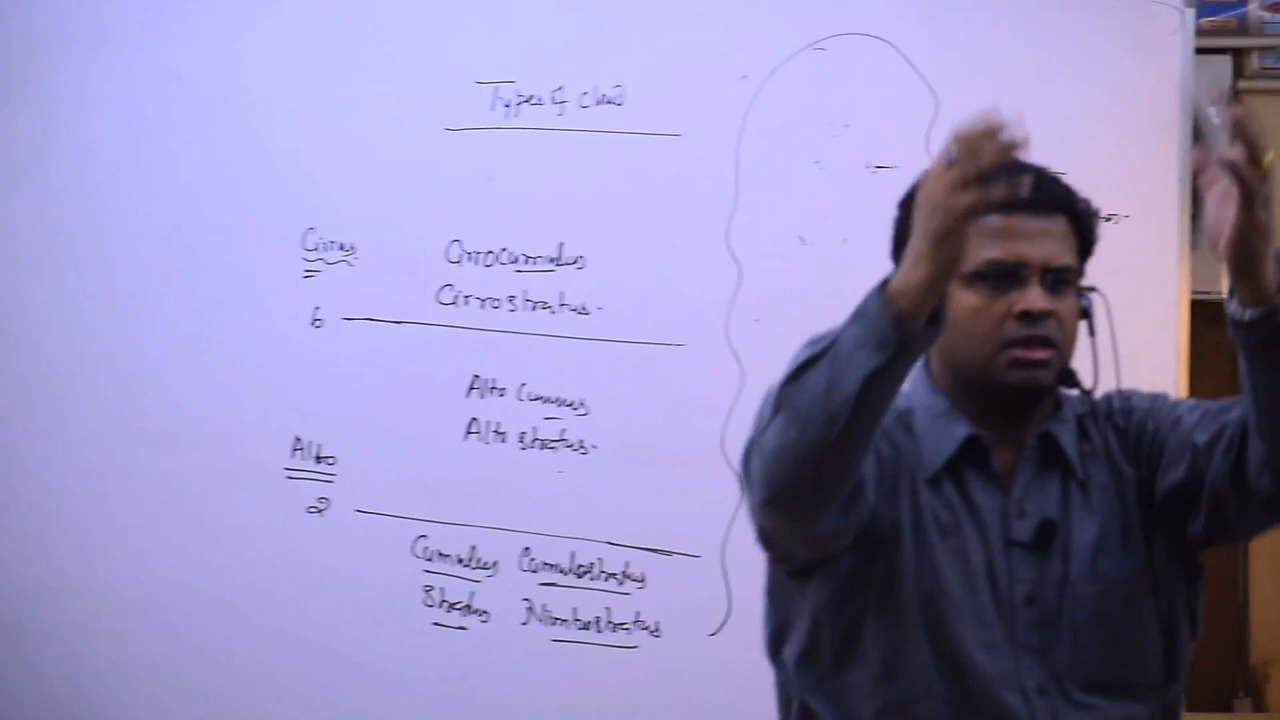 Types of Cloud
Cirrus
Cirrocumulus
Cirrostratus
6
Alto Cumulus
Alto stratus
Alto
2
Cumulus Cumulostratus
Stratus Nimbostratus